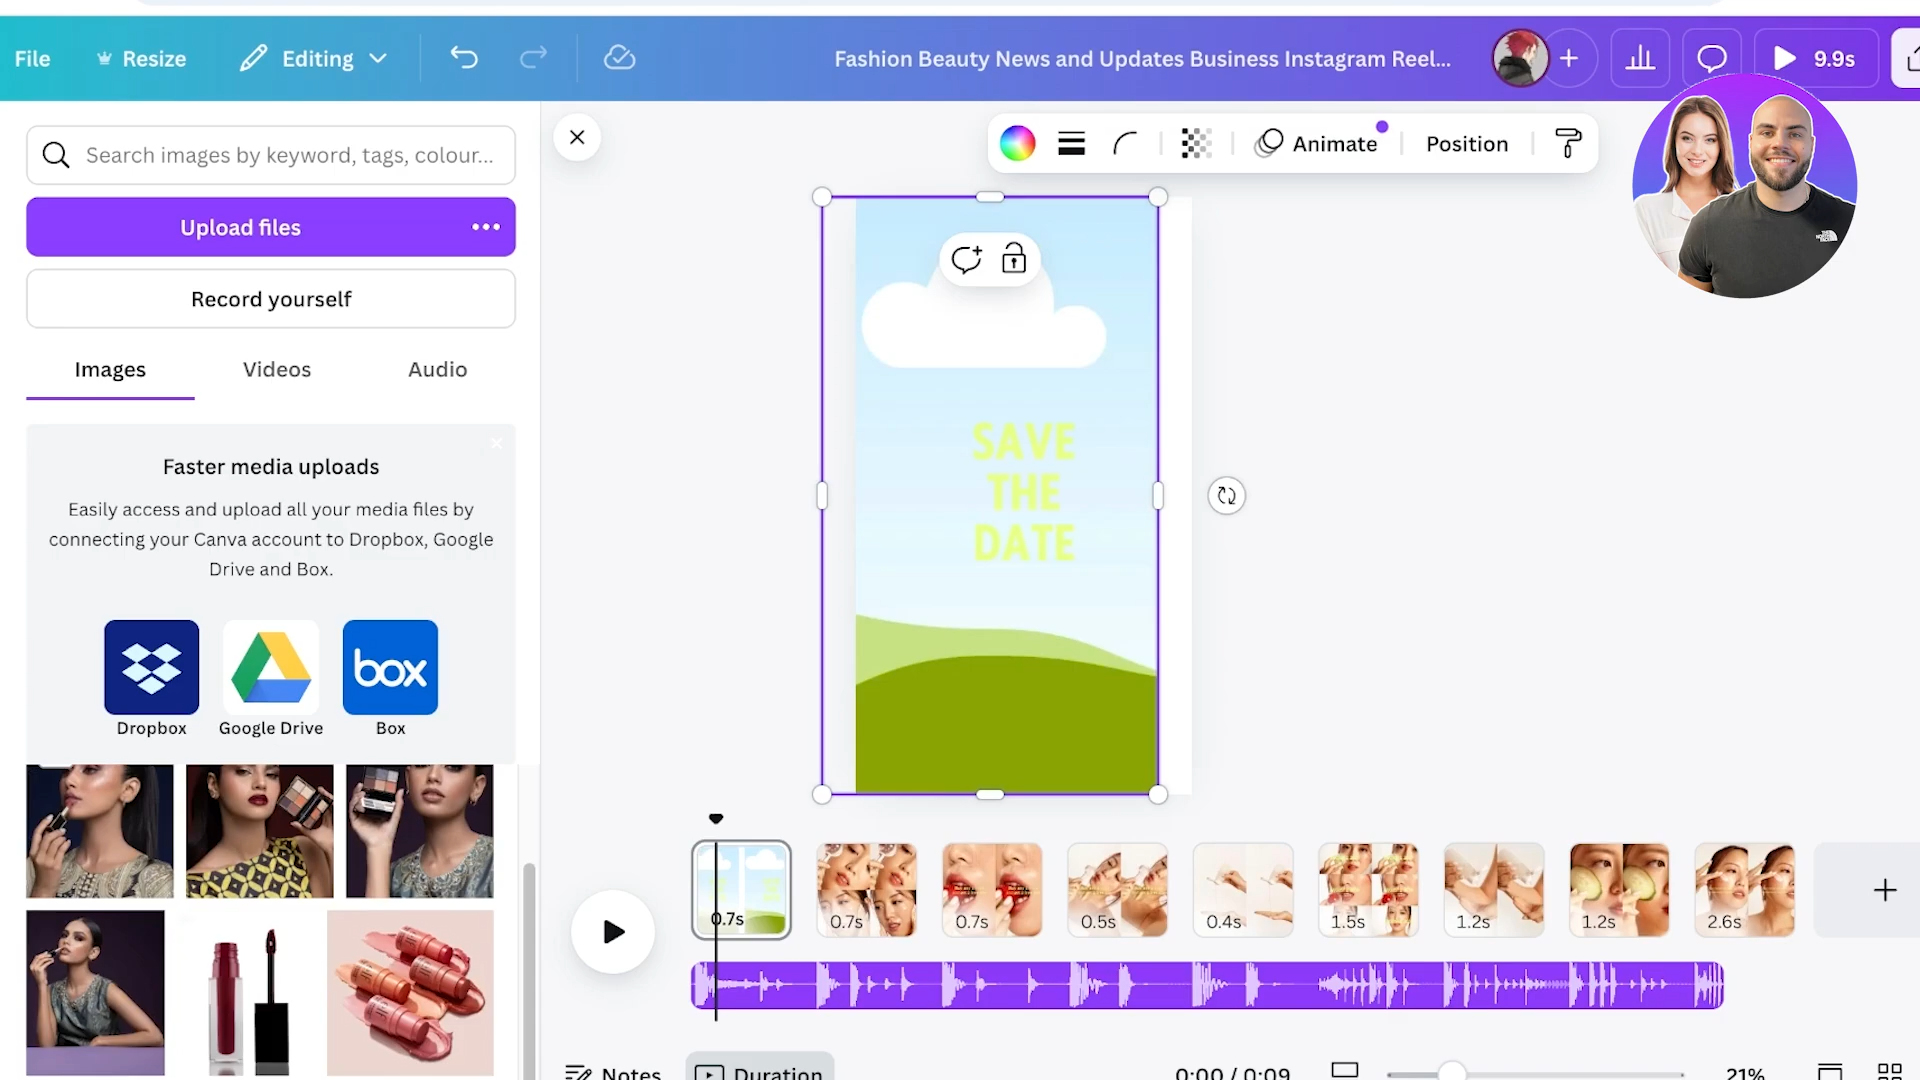 File
Resize
Editing
Fashion Beauty News and Updates Business Instagram Reel...
9.9s
Search images by keyword, tags, colour...
Upload files
Record yourself
Images
Videos
Audio
Faster media uploads
Easily access and upload all your media files by
connecting your Canva account to Dropbox, Google
Drive and Box.
box
Dropbox
Google Drive
Box
Animate
Position
SAVE
THE
DATE
0.7s
0.7s
0.7s
0.5s
0.4s
1.5s
1.2s
1.2s
2.6s
Notes
Duration
0:00 / 0:09
21%